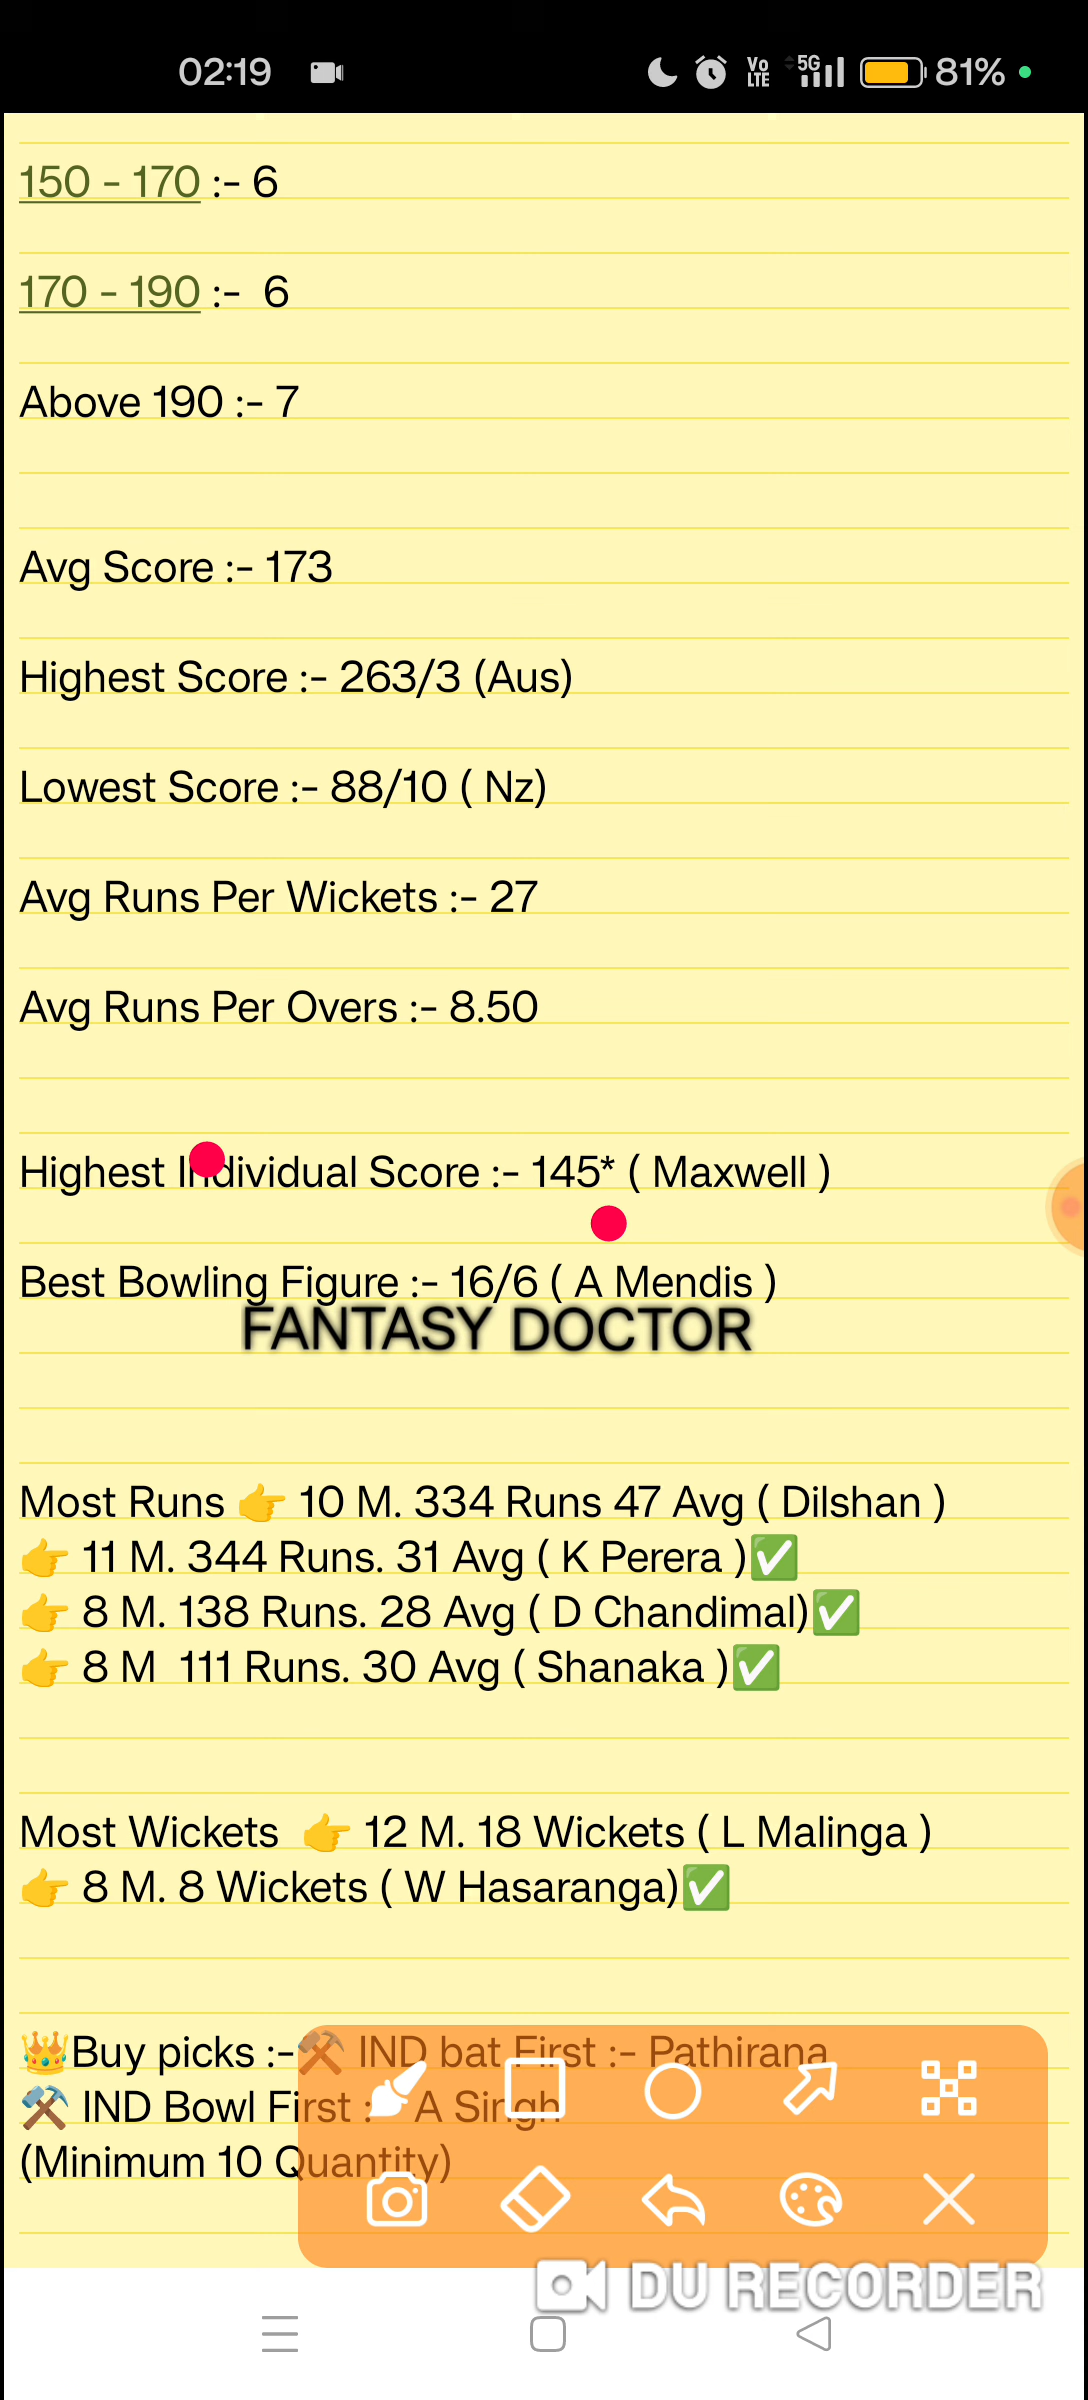 02:19 Vo LTE 5G 81%
150 - 170 :- 6
170 - 190 :- 6
Above 190 :- 7
Avg Score :- 173
Highest Score :- 263/3 (Aus)
Lowest Score :- 88/10 ( Nz)
Avg Runs Per Wickets :- 27
Avg Runs Per Overs :- 8.50
Highest Individual Score :- 145* ( Maxwell )
Best Bowling Figure :- 16/6 ( A Mendis )
FANTASY DOCTOR
Most Runs 👉 10 M. 334 Runs 47 Avg ( Dilshan )
👉 11 M. 344 Runs. 31 Avg ( K Perera )✅
👉 8 M. 138 Runs. 28 Avg ( D Chandimal)✅
👉 8 M  111 Runs. 30 Avg ( Shanaka )✅
Most Wickets 👉 12 M. 18 Wickets ( L Malinga )
👉 8 M. 8 Wickets ( W Hasaranga)✅
👑Buy picks :-⚒️ IND bat First :- Pathirana
⚒️ IND Bowl First :- A Singh
(Minimum 10 Quantity)
DU RECORDER